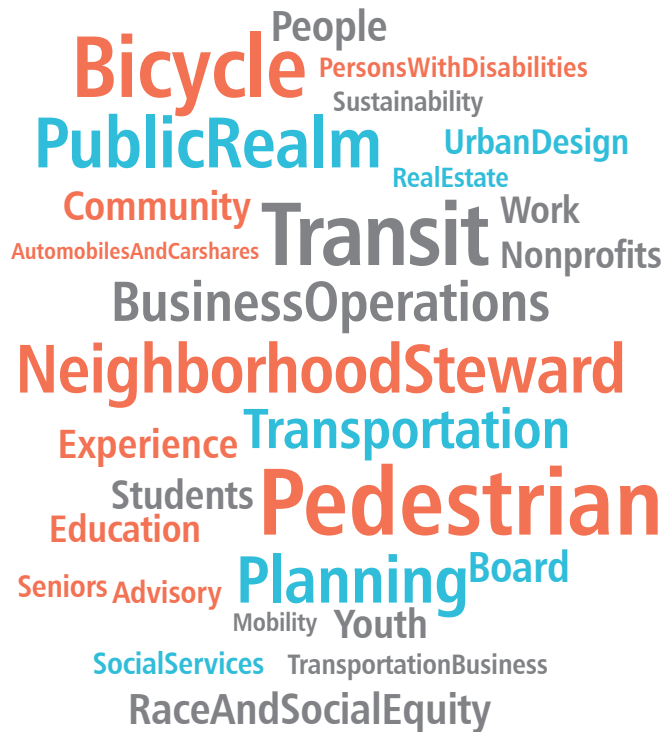 People
Bicycle
PersonsWithDisabilities
Sustainability
PublicRealm
UrbanDesign
RealEstate
Community
Transit
Work
AutomobilesAndCarshares
Nonprofits
BusinessOperations
NeighborhoodSteward
Experience
Transportation
Students
Pedestrian
Education
Planning
Board
Seniors
Advisory
Mobility
Youth
SocialServices
TransportationBusiness
RaceAndSocialEquity